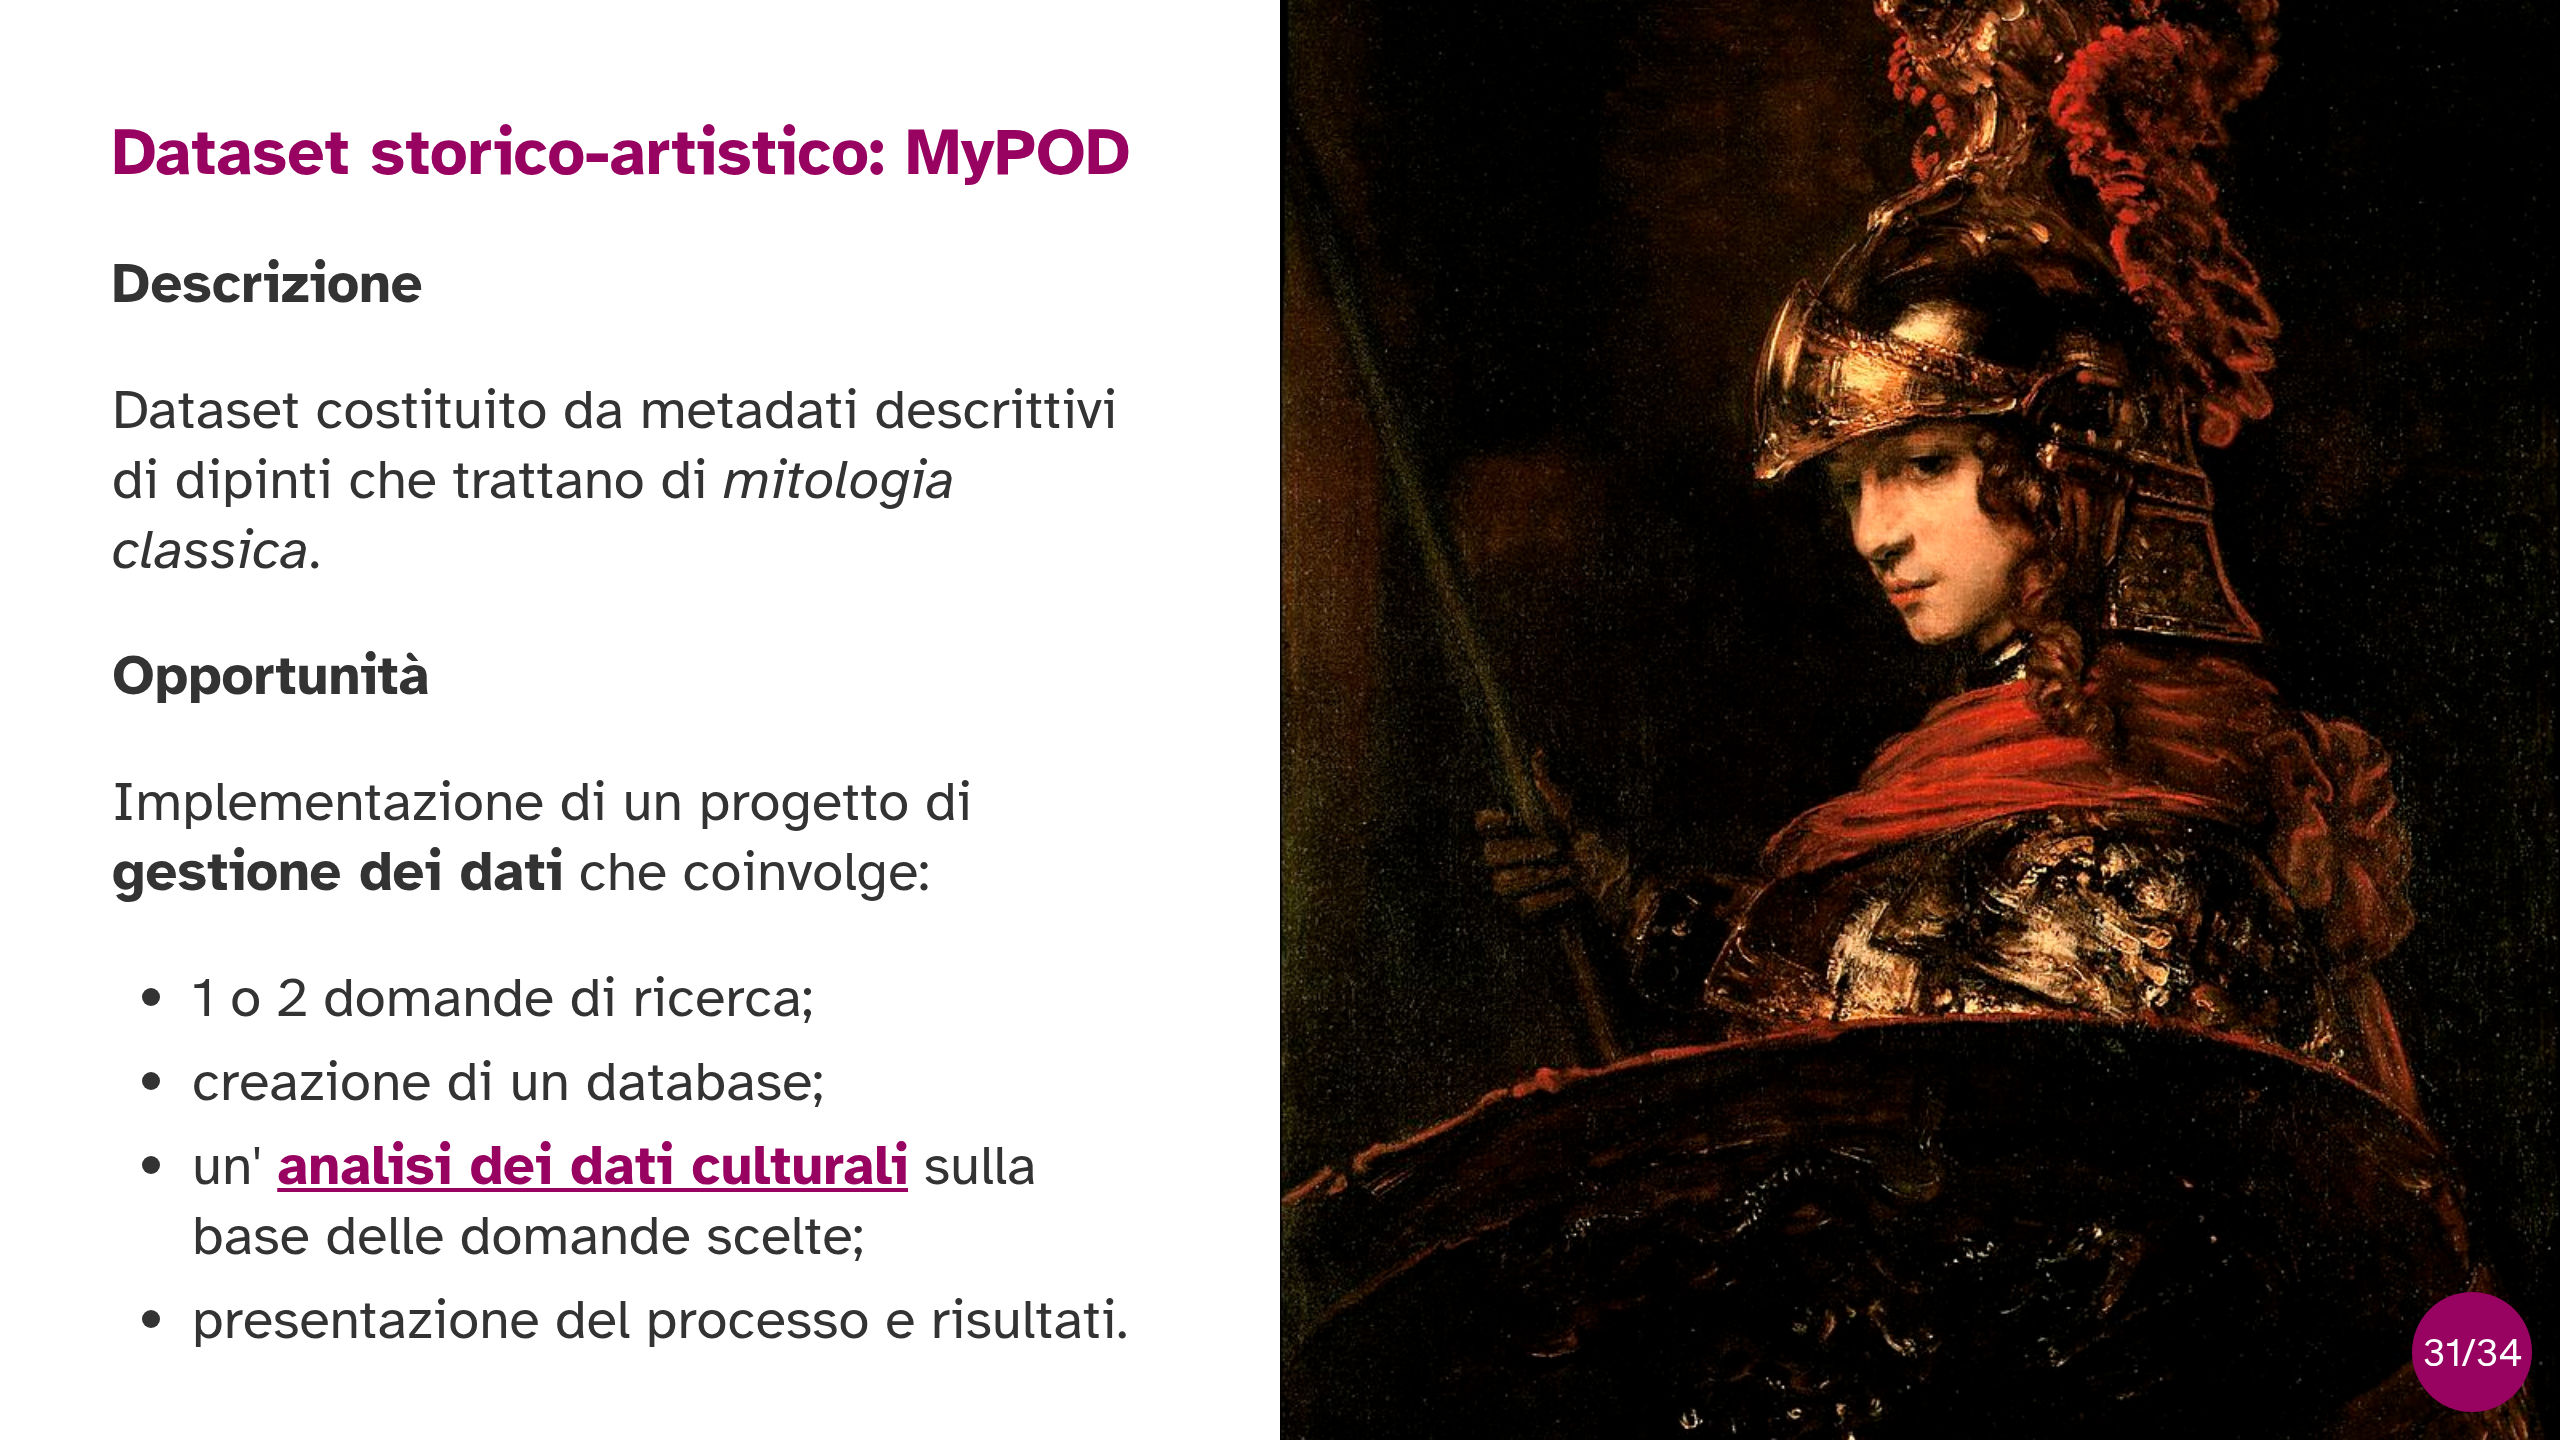 Dataset storico-artistico: MyPOD
Descrizione
Dataset costituito da metadati descrittivi
di dipinti che trattano di mitologia
classica.
Opportunità
Implementazione di un progetto di
gestione dei dati che coinvolge:
• 1 o 2 domande di ricerca;
• creazione di un database;
• un' analisi dei dati culturali sulla
base delle domande scelte;
• presentazione del processo e risultati.
31/34